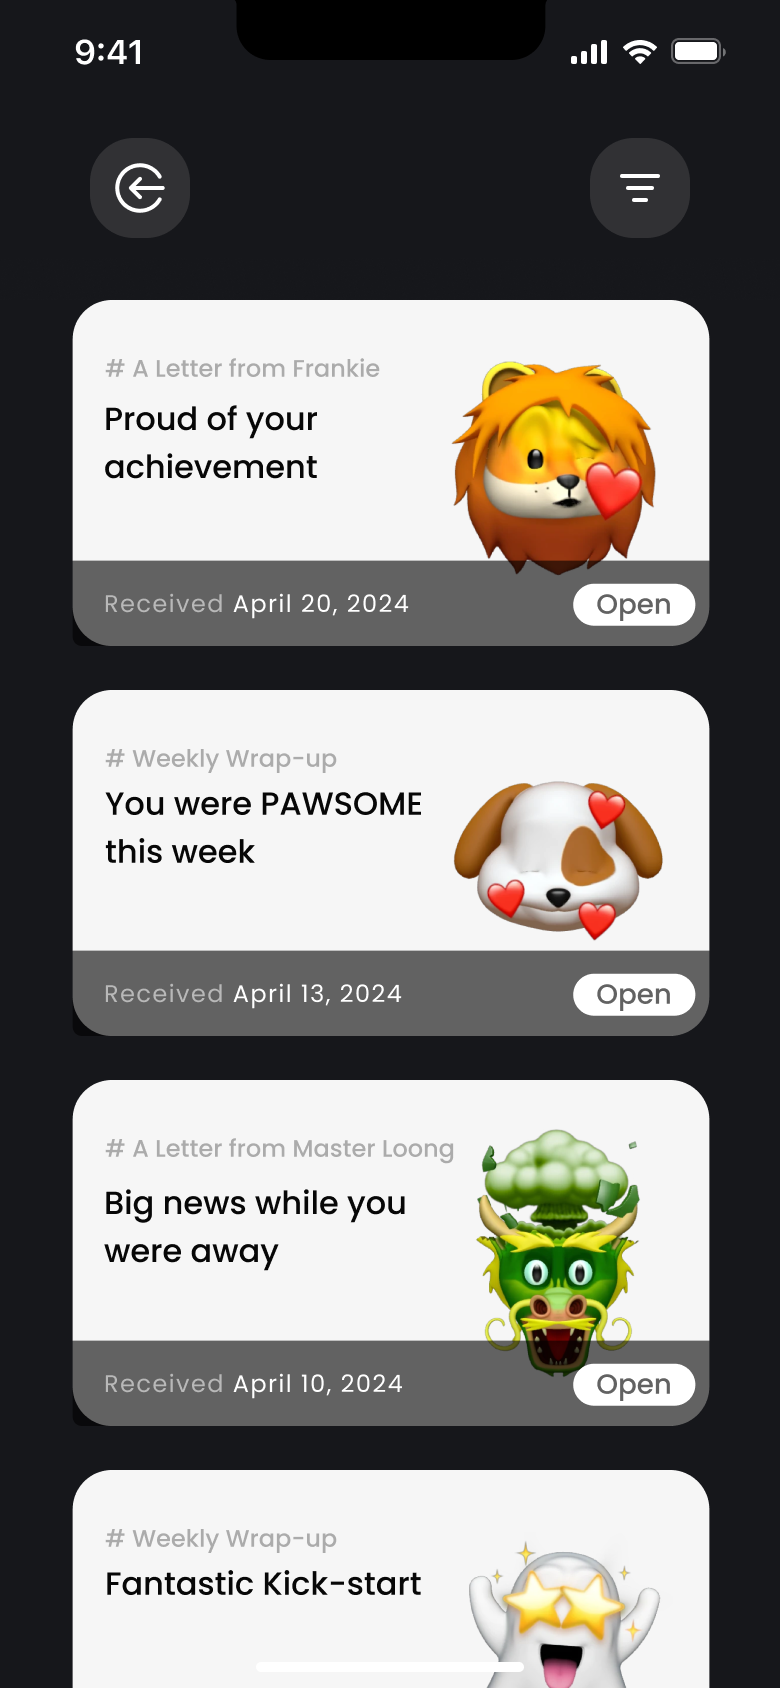 9:41
# A Letter from Frankie
Proud of your
achievement
Received April 20, 2024
Open
# Weekly Wrap-up
You were PAWSOME
this week
Received April 13, 2024
Open
# A Letter from Master Loong
Big news while you
were away
Received April 10, 2024
Open
# Weekly Wrap-up
Fantastic Kick-start